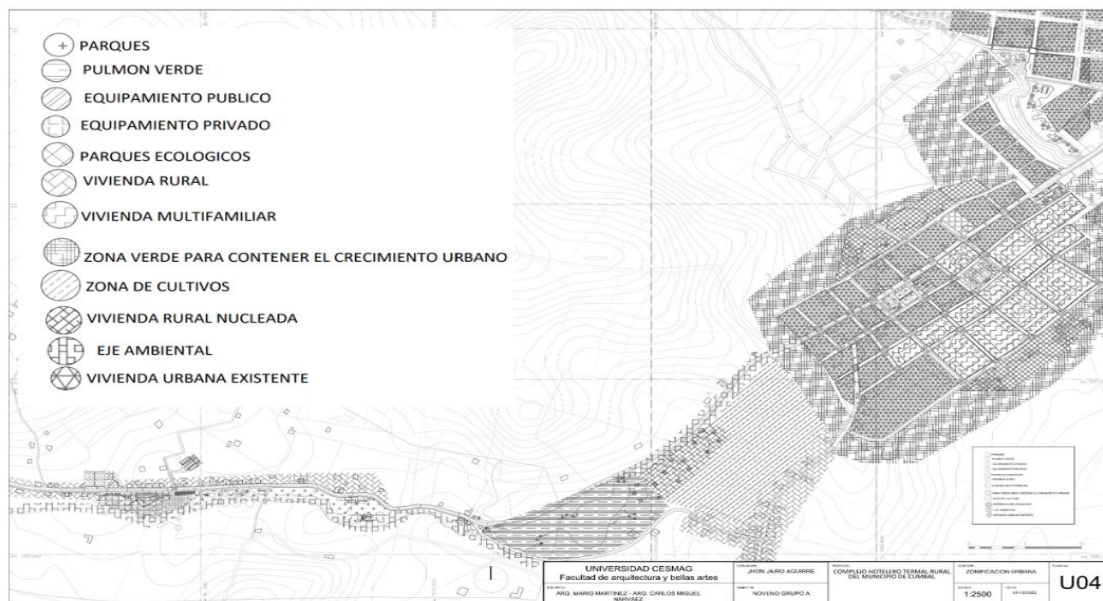 PARQUES
PULMON VERDE
EQUIPAMIENTO PUBLICO
EQUIPAMIENTO PRIVADO
PARQUES ECOLOGICOS
VIVIENDA RURAL
VIVIENDA MULTIFAMILIAR
ZONA VERDE PARA CONTENER EL CRECIMIENTO URBANO
ZONA DE CULTIVOS
VIVIENDA RURAL NUCLEADA
EJE AMBIENTAL
VIVIENDA URBANA EXISTENTE
UNIVERSIDAD CESMAG
Facultad de arquitectura y bellas artes
ARQ. MARIO MARTINEZ - ARQ. CARLOS MIGUEL
NARVAEZ
JHON JAIRO AGUIRRE
NOVENO GRUPO A
COMPLEJO HOTELERO TERMAL RURAL
DEL MUNICIPIO DE CUMBAL
ZONIFICACION URBANA
1:2500
U04